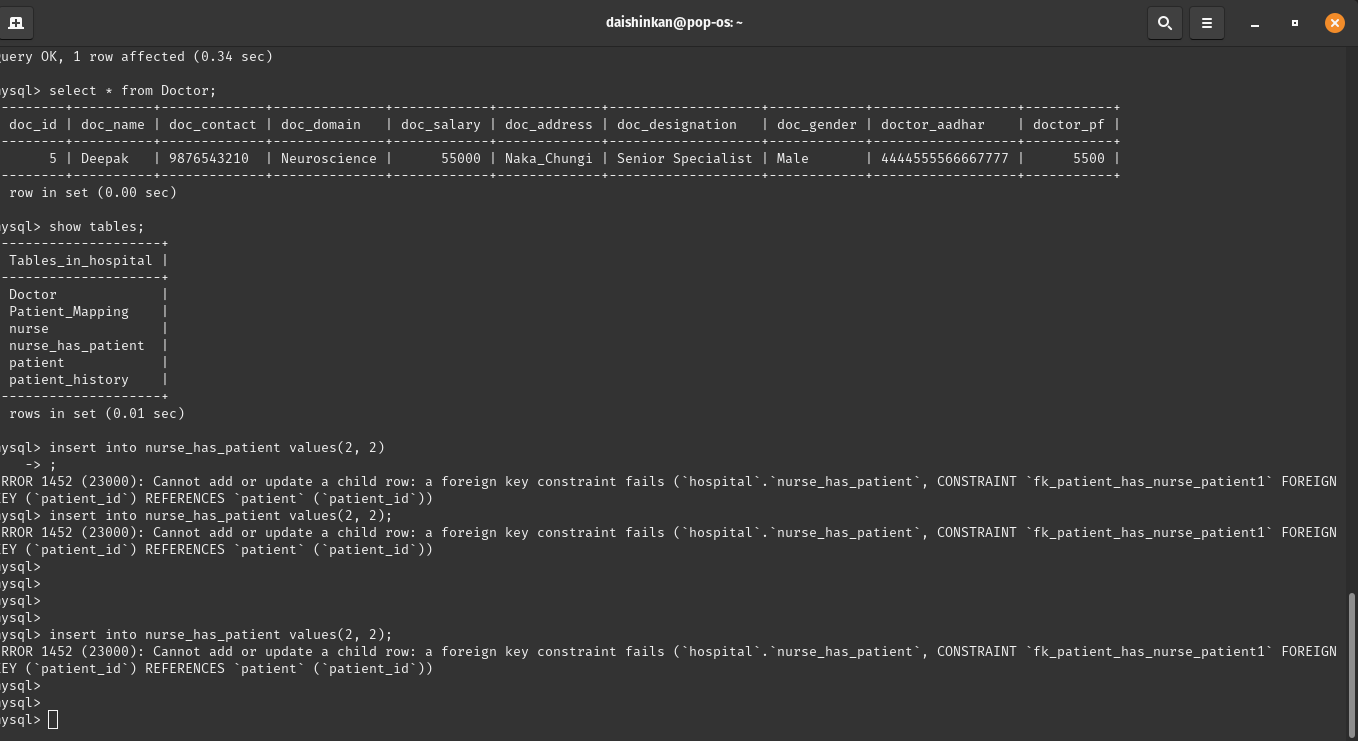 daishinkan@pop-os: ~
uery OK, 1 row affected (0.34 sec)
ysql> select * from Doctor;
--------+----------+-------------+--------------+------------+-------------+-------------------+------------+------------------+-----------+
doc_id | doc_name | doc_contact | doc_domain   | doc_salary | doc_address | doc_designation   | doc_gender | doctor_aadhar    | doctor_pf |
--------+----------+-------------+--------------+------------+-------------+-------------------+------------+------------------+-----------+
     5 | Deepak   | 9876543210  | Neuroscience |      55000 | Naka_Chungi | Senior Specialist | Male       | 4444555566667777 |      5500 |
--------+----------+-------------+--------------+------------+-------------+-------------------+------------+------------------+-----------+
row in set (0.00 sec)
ysql> show tables;
--------------------+
Tables_in_hospital |
--------------------+
Doctor             |
Patient_Mapping    |
nurse              |
nurse_has_patient  |
patient            |
patient_history    |
--------------------+
rows in set (0.01 sec)
ysql> insert into nurse_has_patient values(2, 2)
    -> ;
RROR 1452 (23000): Cannot add or update a child row: a foreign key constraint fails (`hospital`.`nurse_has_patient`, CONSTRAINT `fk_patient_has_nurse_patient1` FOREIGN
EY (`patient_id`) REFERENCES `patient` (`patient_id`))
ysql> insert into nurse_has_patient values(2, 2);
RROR 1452 (23000): Cannot add or update a child row: a foreign key constraint fails (`hospital`.`nurse_has_patient`, CONSTRAINT `fk_patient_has_nurse_patient1` FOREIGN
EY (`patient_id`) REFERENCES `patient` (`patient_id`))
ysql>
ysql>
ysql>
ysql>
ysql> insert into nurse_has_patient values(2, 2);
RROR 1452 (23000): Cannot add or update a child row: a foreign key constraint fails (`hospital`.`nurse_has_patient`, CONSTRAINT `fk_patient_has_nurse_patient1` FOREIGN
EY (`patient_id`) REFERENCES `patient` (`patient_id`))
ysql>
ysql>
ysql>